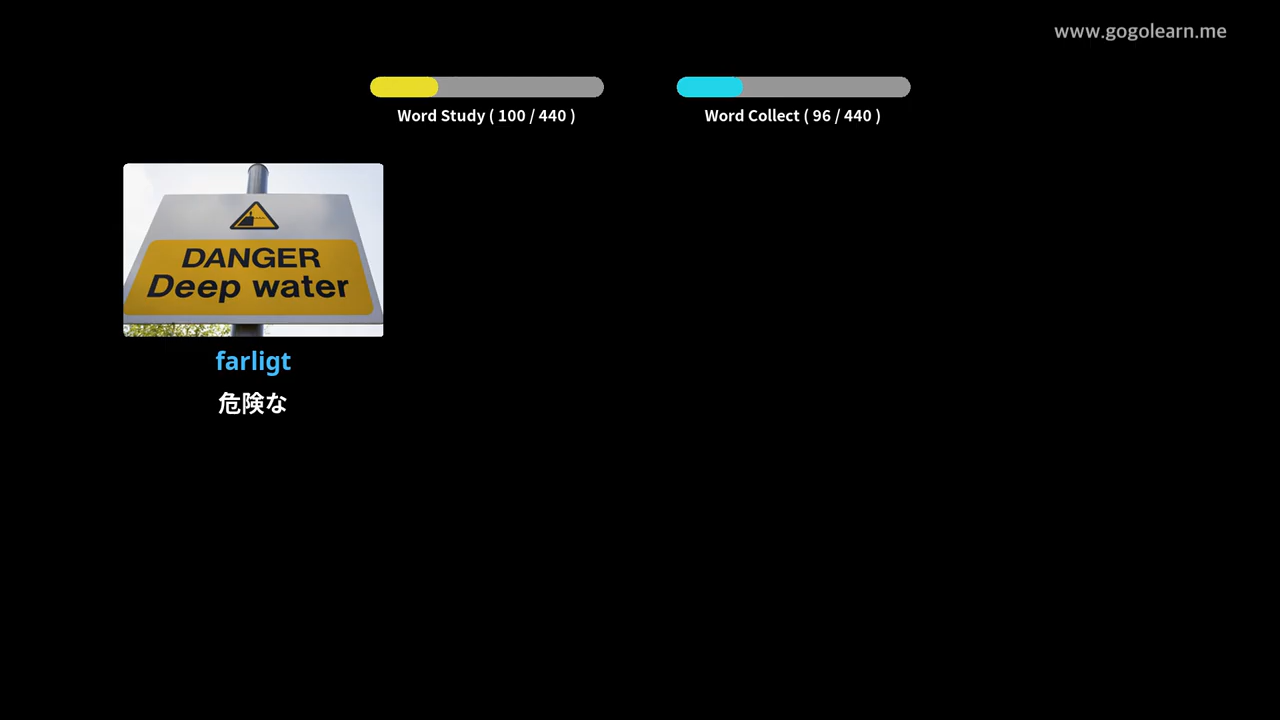 www.gogolearn.me
Word Study ( 100 / 440 )
Word Collect ( 96 / 440 )
DANGER
Deep water
farligt
危険な